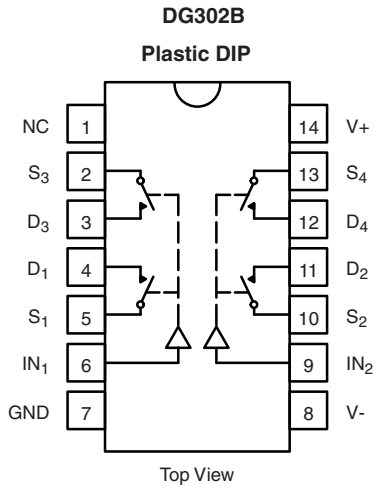 DG302B
Plastic DIP
NC 1 14 V+
S3 2 13 S4
D3 3 12 D4
D1 4 11 D2
S1 5 10 S2
IN1 6 9 IN2
GND 7 8 V-
Top View